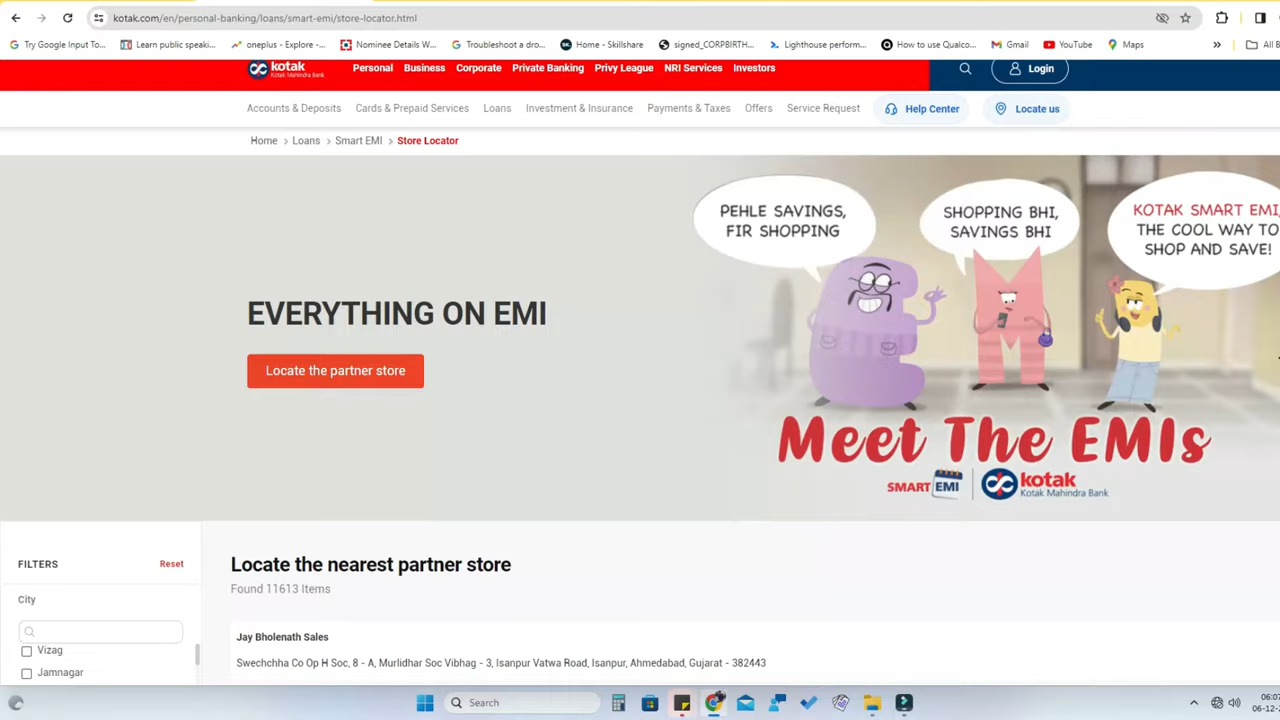 kotak.com/en/personal-banking/loans/smart-emi/store-locator.html
Try Google Input To... Learn public speaki... oneplus - Explore -... Nominee Details W... Troubleshoot a dro... Home - Skillshare signed_CORPBIRTH... Lighthouse perform... How to use Qualco... Gmail YouTube Maps » All B
kotak
Kotak Mahindra Bank
Personal Business Corporate Private Banking Privy League NRI Services Investors
Login
Accounts & Deposits Cards & Prepaid Services Loans Investment & Insurance Payments & Taxes Offers Service Request Help Center Locate us
Home > Loans > Smart EMI > Store Locator
PEHLE SAVINGS,
FIR SHOPPING
SHOPPING BHI,
SAVINGS BHI
KOTAK SMART EMI,
THE COOL WAY TO
SHOP AND SAVE!
EVERYTHING ON EMI
Locate the partner store
Meet The EMIs
SMART EMI
kotak
Kotak Mahindra Bank
FILTERS
Reset
City
Vizag
Jamnagar
Locate the nearest partner store
Found 11613 Items
Jay Bholenath Sales
Swechchha Co Op H Soc, 8 - A, Murlidhar Soc Vibhag - 3, Isanpur Vatwa Road, Isanpur, Ahmedabad, Gujarat - 382443
Search
06:07
06-12-2